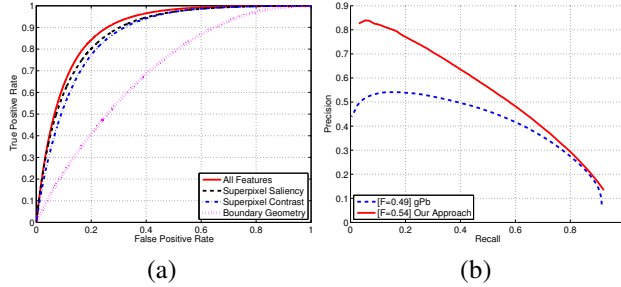 1
0.9
0.8
0.7
0.6
0.5
0.4
0.3
0.2
0.1
0
True Positive Rate
0 0.2 0.4 0.6 0.8 1
False Positive Rate
All Features
Superpixel Saliency
Superpixel Contrast
Boundary Geometry
(a)
0.9
0.8
0.7
0.6
0.5
0.4
0.3
0.2
0.1
0
Precision
0 0.2 0.4 0.6 0.8
Recall
[F=0.49] gPb
[F=0.54] Our Approach
(b)